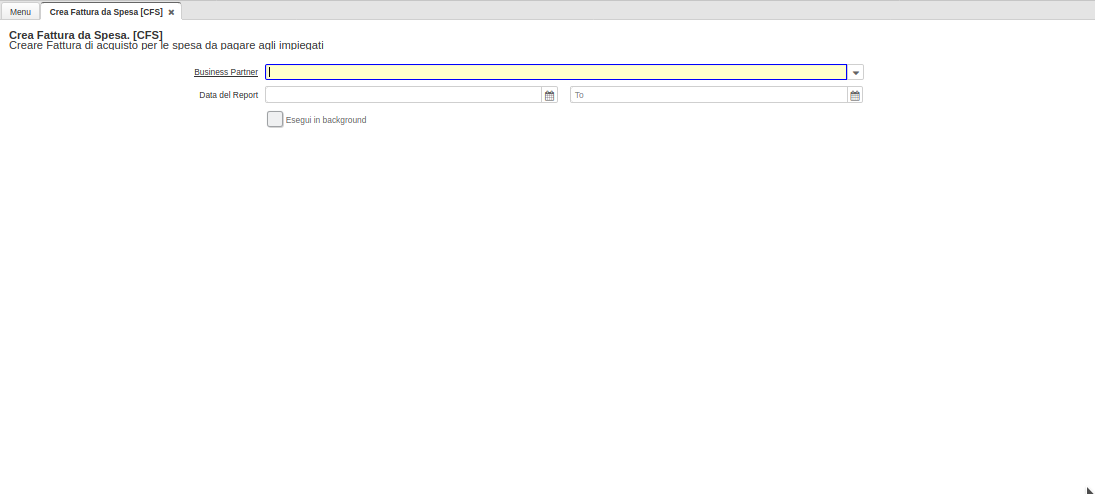 Menu
Crea Fattura da Spesa [CFS]
Crea Fattura da Spesa. [CFS]
Creare Fattura di acquisto per le spesa da pagare agli impiegati
Business Partner
Data del Report
To
Esegui in background